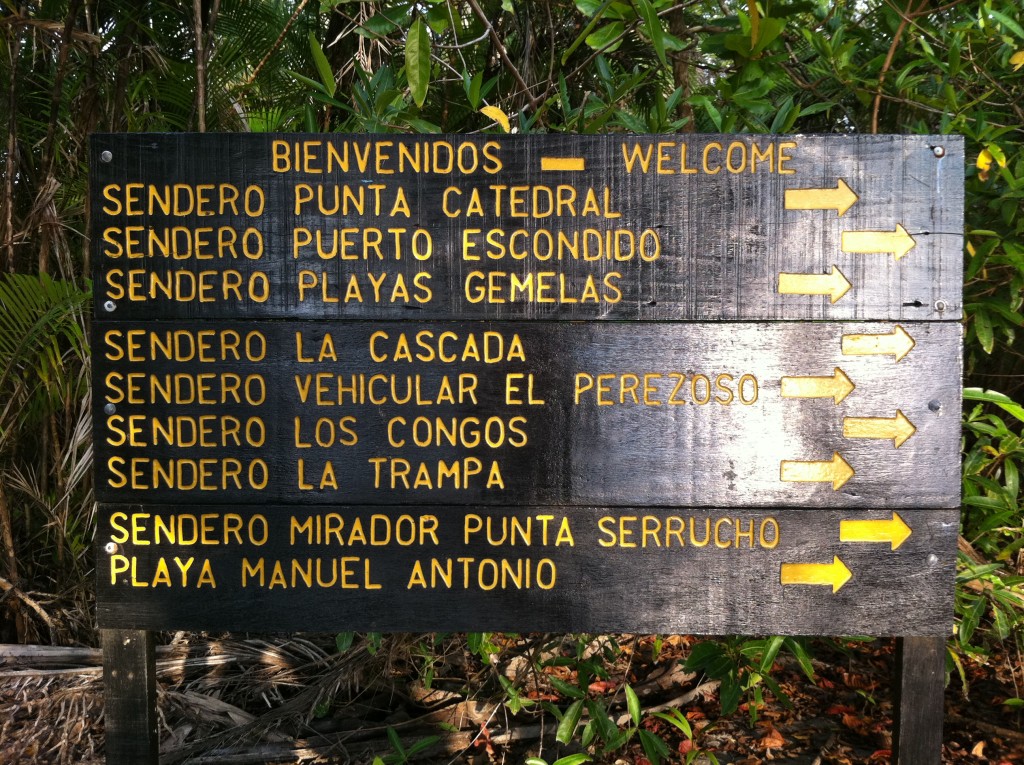 BIENVENIDOS - WELCOME
SENDERO PUNTA CATEDRAL
SENDERO PUERTO ESCONDIDO
SENDERO PLAYAS GEMELAS
SENDERO LA CASCADA
SENDERO VEHICULAR EL PEREZOSO
SENDERO LOS CONGOS
SENDERO LA TRAMPA
SENDERO MIRADOR PUNTA SERRUCHO
PLAYA MANUEL ANTONIO